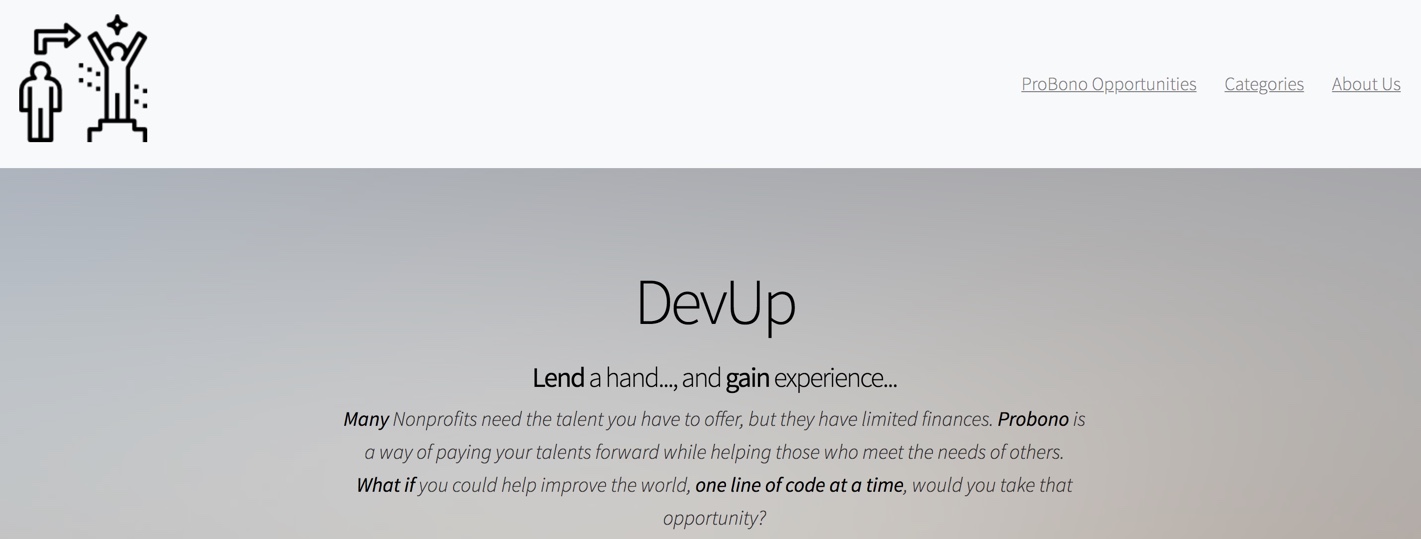 ProBono Opportunities Categories About Us
DevUp
Lend a hand..., and gain experience...
Many Nonprofits need the talent you have to offer, but they have limited finances. Probono is
a way of paying your talents forward while helping those who meet the needs of others.
What if you could help improve the world, one line of code at a time, would you take that
opportunity?